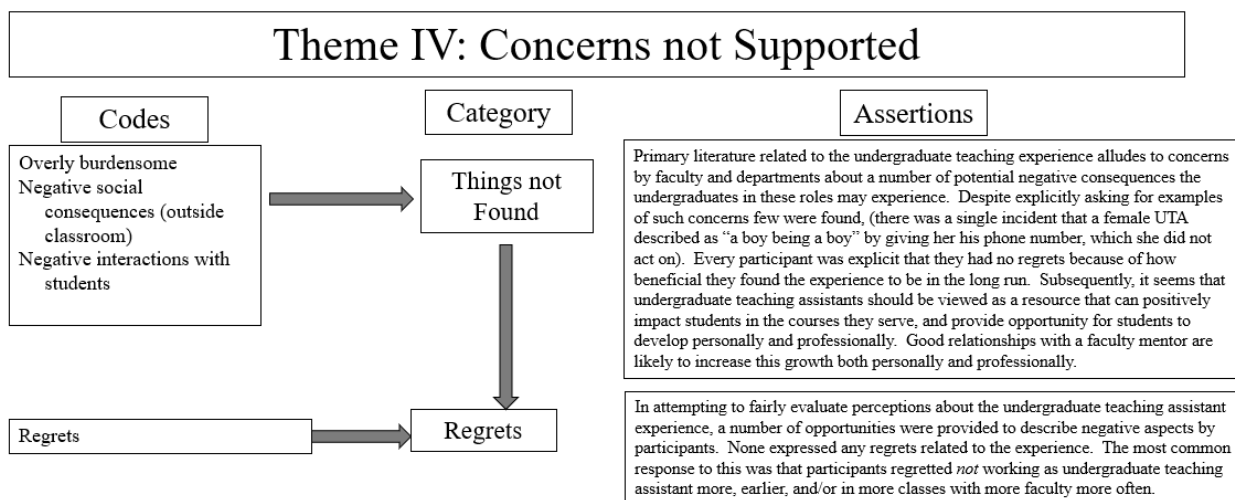 Theme IV: Concerns not Supported
Codes
Overly burdensome
Negative social
consequences (outside
classroom)
Negative interactions with
students
Regrets
Category
Things not
Found
Regrets
Assertions
Primary literature related to the undergraduate teaching experience alludes to concerns
by faculty and departments about a number of potential negative consequences the
undergraduates in these roles may experience.  Despite explicitly asking for examples
of such concerns few were found, (there was a single incident that a female UTA
described as “a boy being a boy” by giving her his phone number, which she did not
act on).  Every participant was explicit that they had no regrets because of how
beneficial they found the experience to be in the long run.  Subsequently, it seems that
undergraduate teaching assistants should be viewed as a resource that can positively
impact students in the courses they serve, and provide opportunity for students to
develop personally and professionally.  Good relationships with a faculty mentor are
likely to increase this growth both personally and professionally.
In attempting to fairly evaluate perceptions about the undergraduate teaching assistant
experience, a number of opportunities were provided to describe negative aspects by
participants.  None expressed any regrets related to the experience.  The most common
response to this was that participants regretted not working as undergraduate teaching
assistant more, earlier, and/or in more classes with more faculty more often.